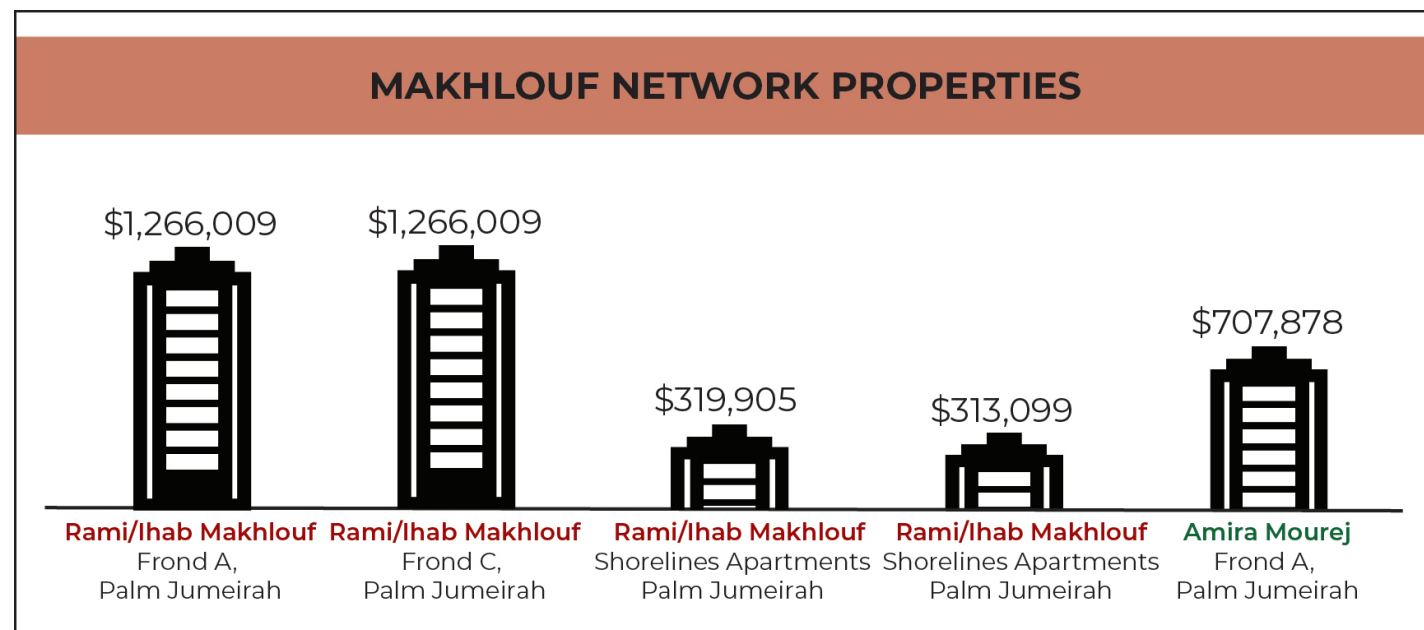 MAKHLOUF NETWORK PROPERTIES
$1,266,009
Rami/Ihab Makhlouf
Frond A,
Palm Jumeirah
$1,266,009
Rami/Ihab Makhlouf
Frond C,
Palm Jumeirah
$319,905
Rami/Ihab Makhlouf
Shorelines Apartments
Palm Jumeirah
$313,099
Rami/Ihab Makhlouf
Shorelines Apartments
Palm Jumeirah
$707,878
Amira Mourej
Frond A,
Palm Jumeirah